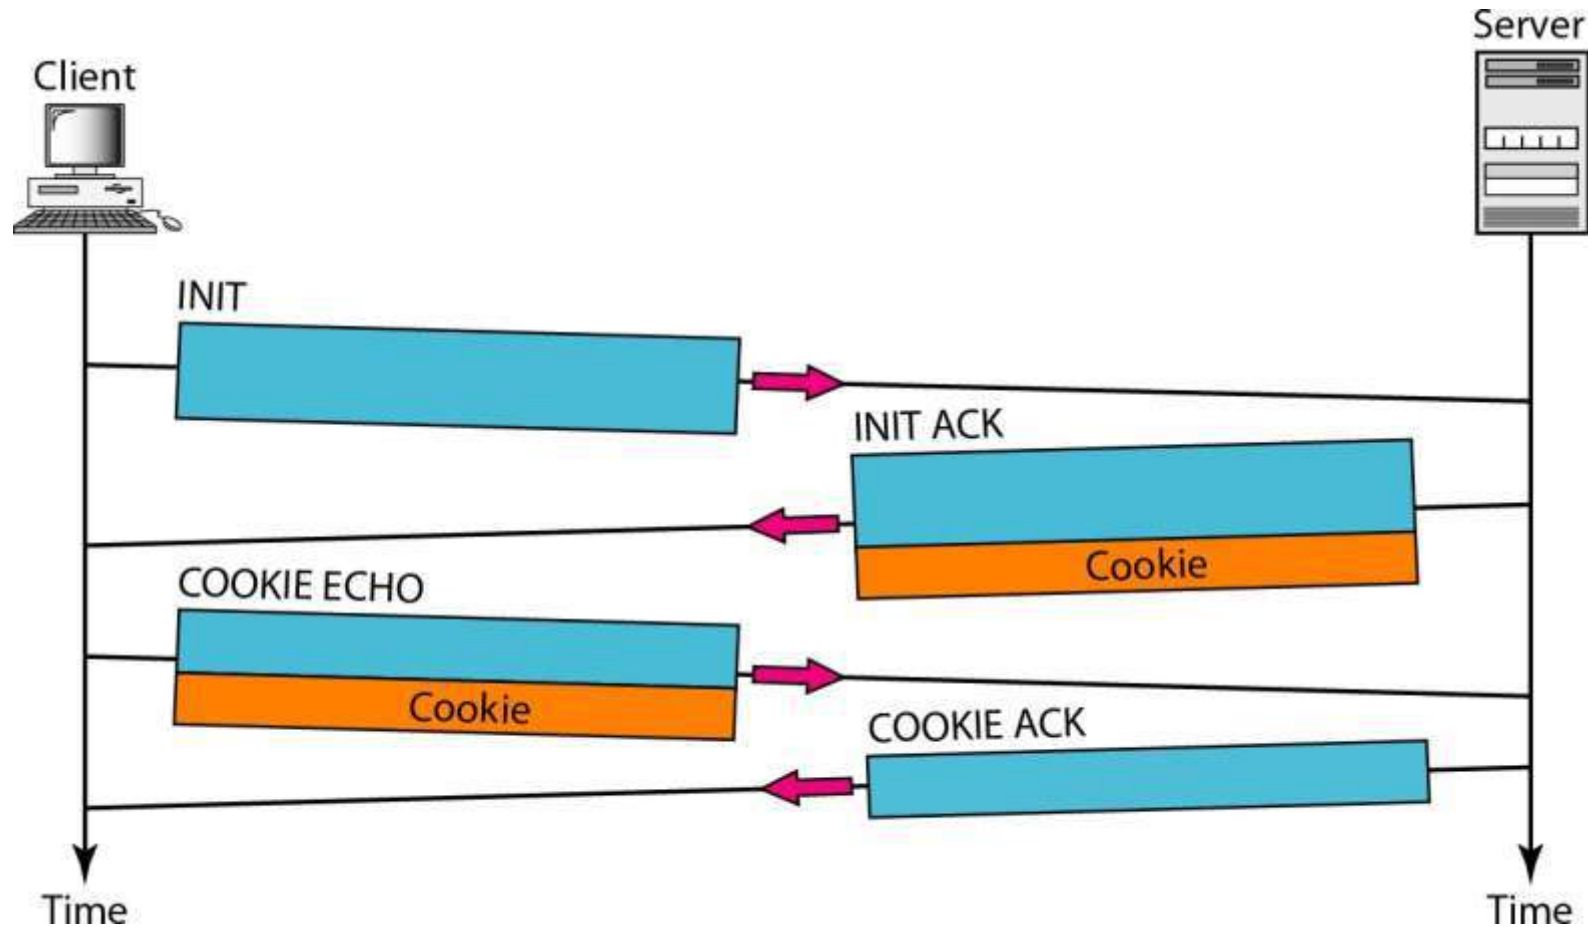 Server
Client
INIT
INIT ACK
Cookie
COOKIE ECHO
Cookie
COOKIE ACK
Time
Time